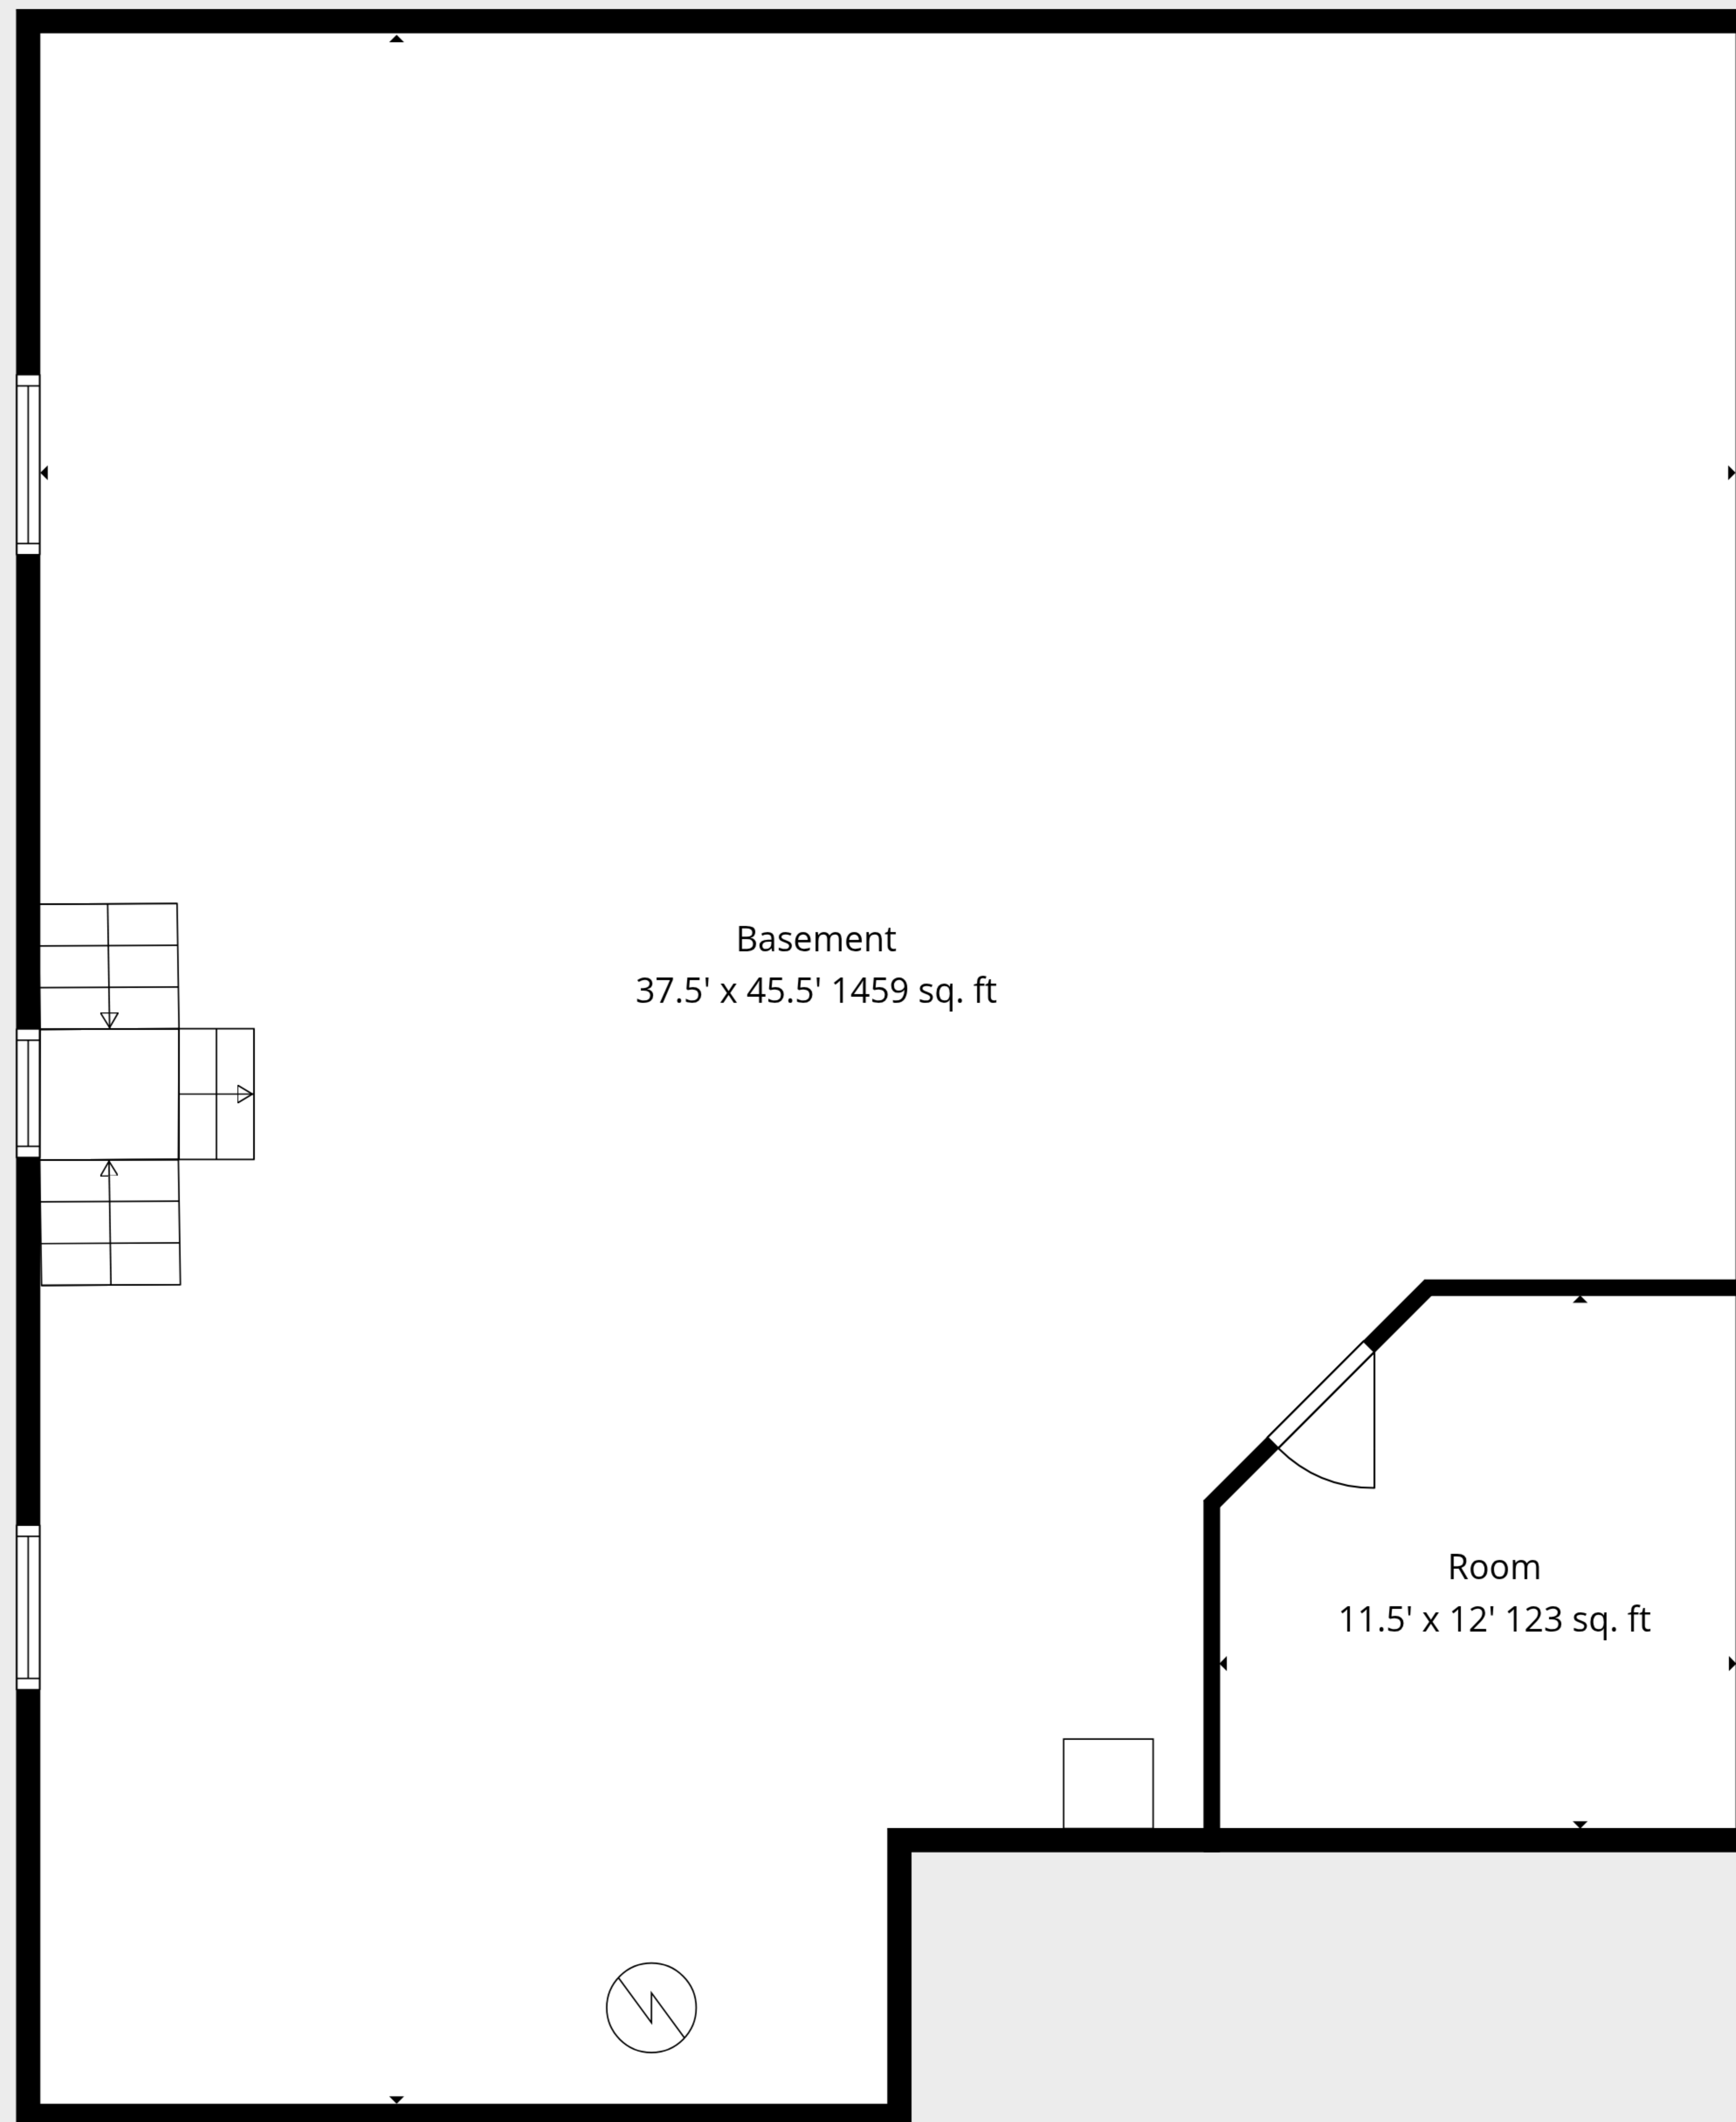 Basement
37.5' x 45.5' 1459 sq. ft
Room
11.5' x 12' 123 sq. ft